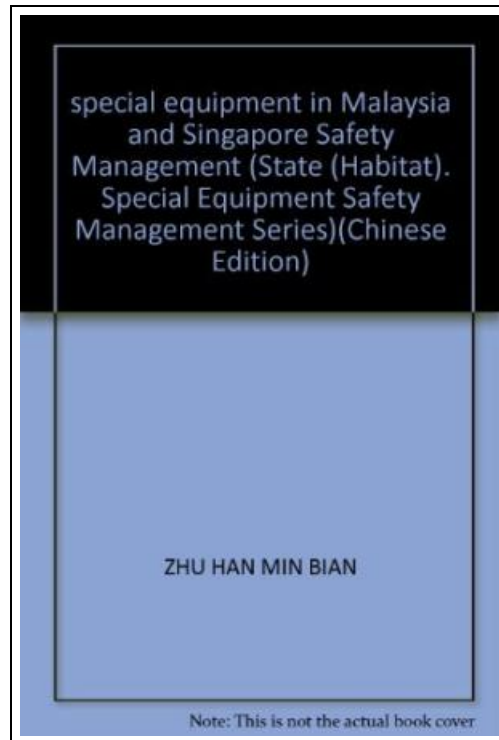 special equipment in Malaysia
and Singapore Safety
Management (State (Habitat).
Special Equipment Safety
Management Series)(Chinese
Edition)
ZHU HAN MIN BIAN
Note: This is not the actual book cover